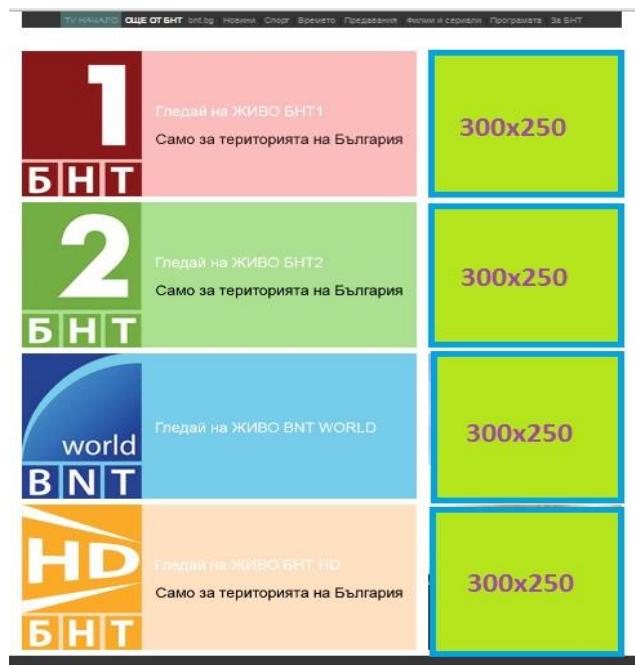 TV НАЧАЛО ОЩЕ ОТ БНТ bnt.bg Новини Спорт Времето Предавания Филми и сериали Програмата За БНТ
1
БНТ
Гледай на ЖИВО БНТ1
Само за територията на България
300x250
2
БНТ
Гледай на ЖИВО БНТ2
Само за територията на България
300x250
world
BNT
Гледай на ЖИВО BNT WORLD
300x250
HD
БНТ
Гледай на ЖИВО БНТ HD
Само за територията на България
300x250